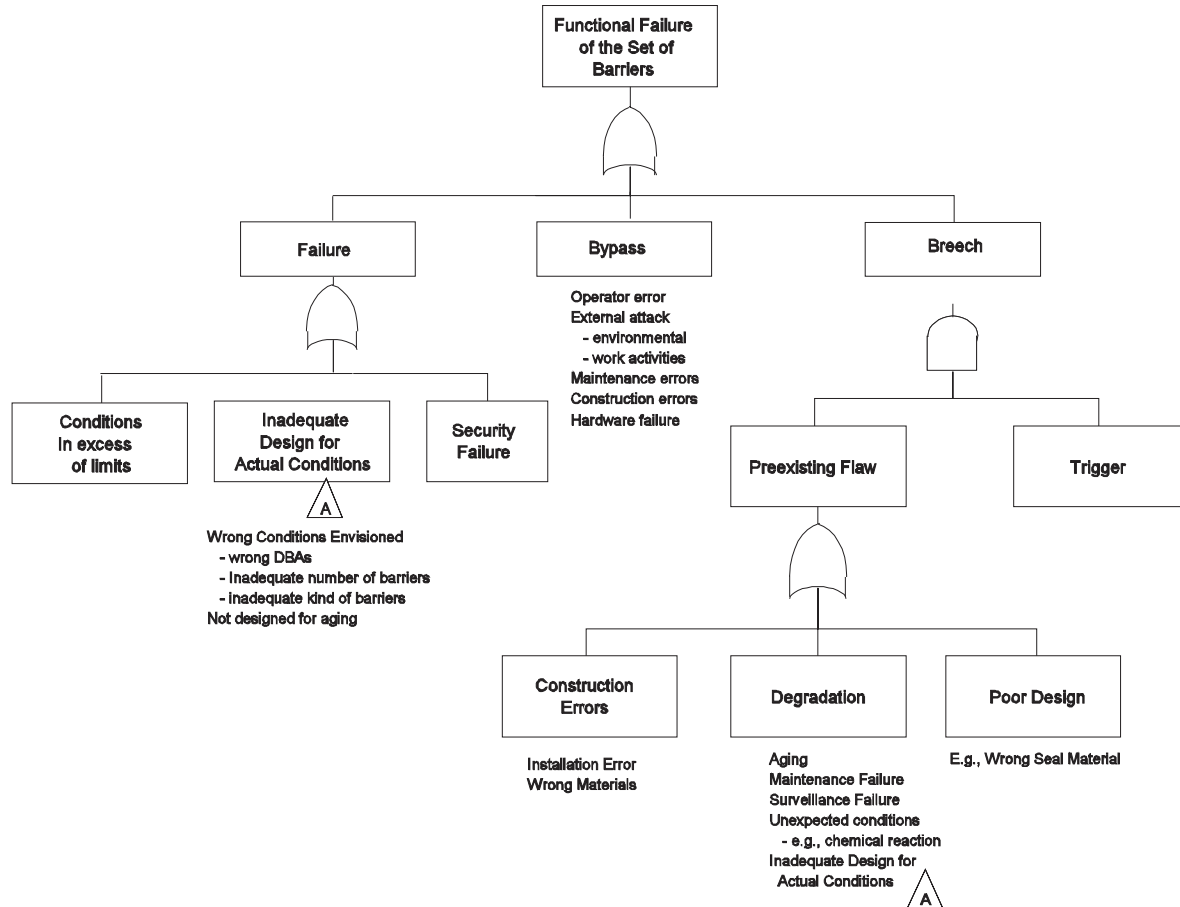 Functional Failure
of the Set of
Barriers
Failure
Bypass
Breech
Operator error
External attack
- environmental
- work activities
Maintenance errors
Construction errors
Hardware failure
Conditions
In excess
of limits
Inadequate
Design for
Actual Conditions
Security
Failure
A
Wrong Conditions Envisioned
- wrong DBAs
- Inadequate number of barriers
- inadequate kind of barriers
Not designed for aging
Preexisting Flaw
Trigger
Construction
Errors
Degradation
Poor Design
Installation Error
Wrong Materials
Aging
Maintenance Failure
Surveillance Failure
Unexpected conditions
- e.g., chemical reaction
Inadequate Design for
Actual Conditions
A
E.g., Wrong Seal Material